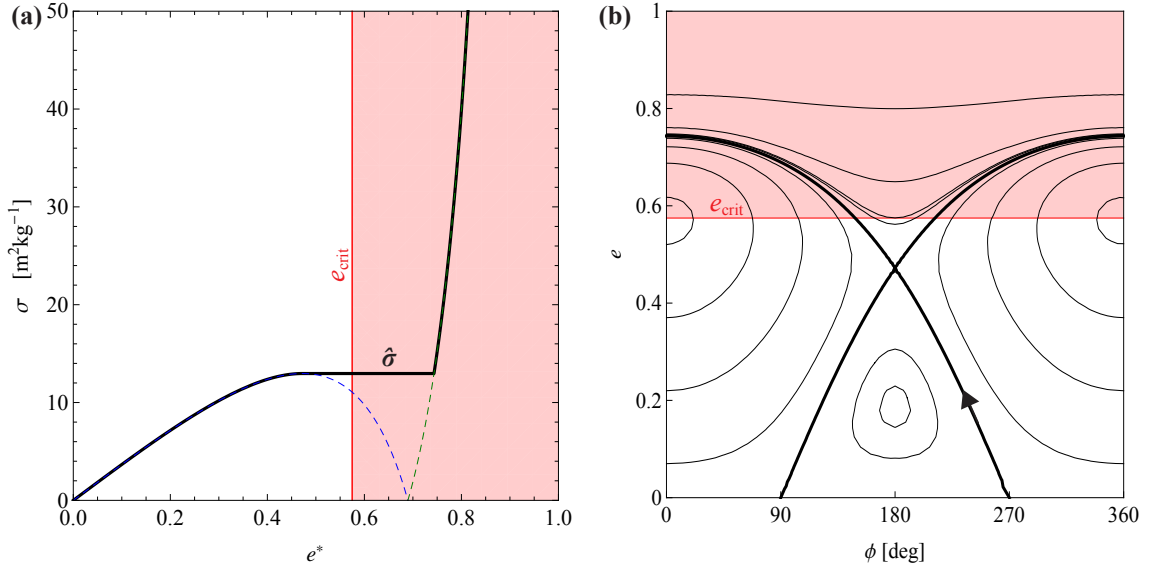 (a)
50
40
30
20
10
0
σ [m²kg⁻¹]
e_crit
σ̂
0.0 0.2 0.4 0.6 0.8 1.0
e*
(b)
1
0.8
0.6
0.4
0.2
0
e
e_crit
0 90 180 270 360
ϕ [deg]